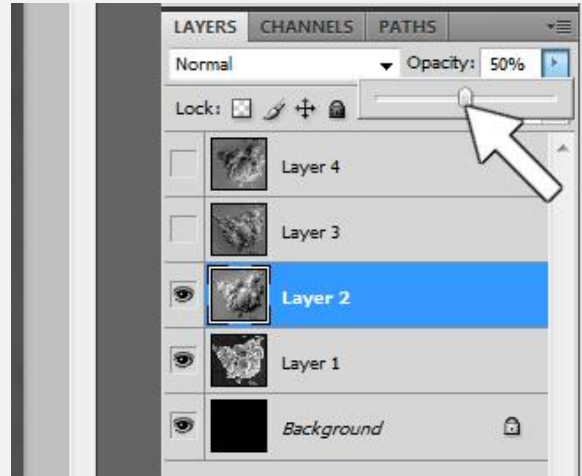 LAYERS CHANNELS PATHS
Normal Opacity: 50%
Lock:
Layer 4
Layer 3
Layer 2
Layer 1
Background